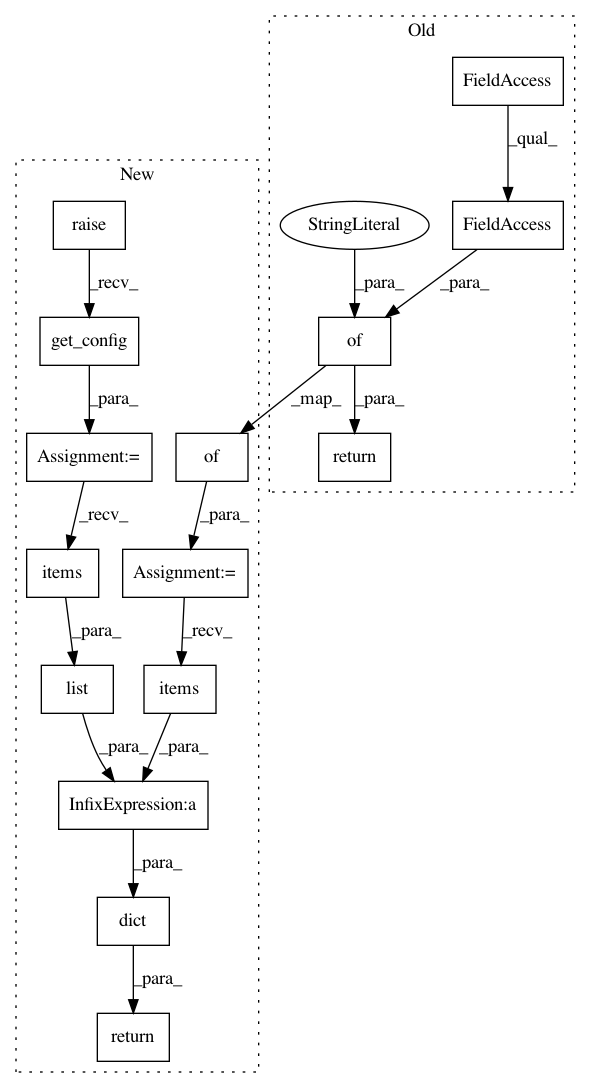 Old
FieldAccess
_qual_
New
raise
StringLiteral
FieldAccess
_recv_
_para_
_para_
get_config
of
_para_
_map_
_para_
Assignment:=
of
return
_recv_
_para_
items
Assignment:=
_para_
_recv_
list
items
_para_
_para_
InfixExpression:a
_para_
dict
_para_
return